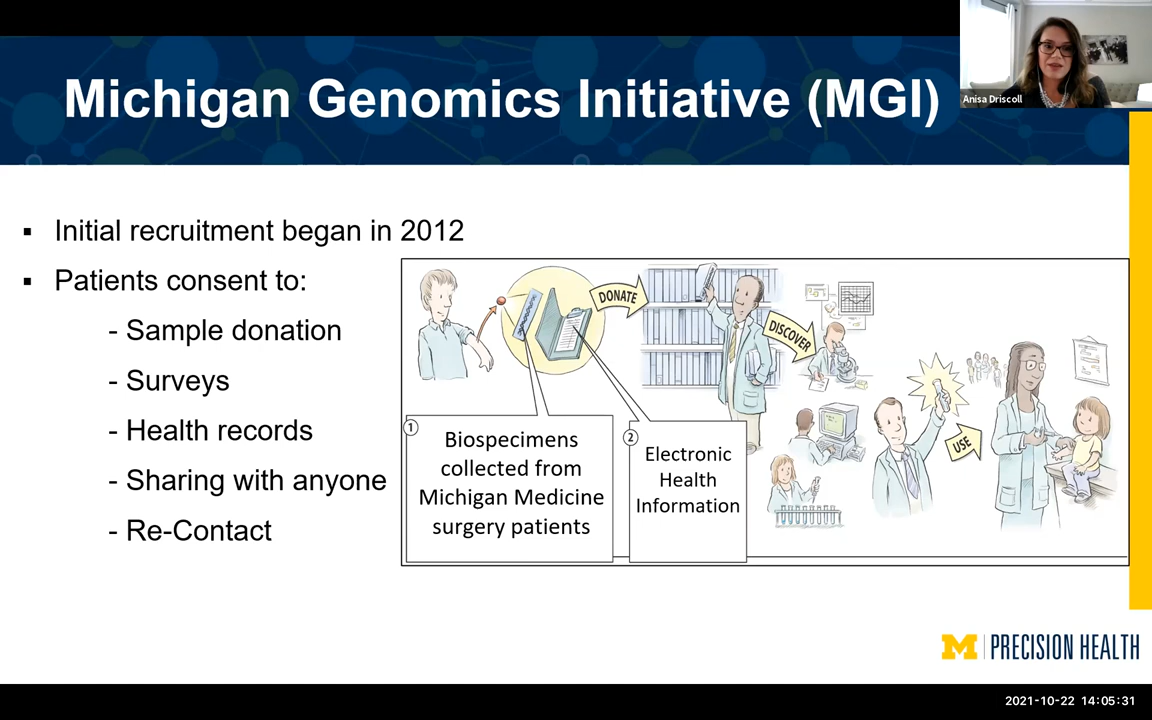 Michigan Genomics Initiative (MGI)
Anisa Driscoll
▪ Initial recruitment began in 2012
▪ Patients consent to:
- Sample donation
- Surveys
- Health records
- Sharing with anyone
- Re-Contact
DONATE
DISCOVER
USE
1
Biospecimens
collected from
Michigan Medicine
surgery patients
2
Electronic
Health
Information
M PRECISION HEALTH
2021-10-22 14:05:31